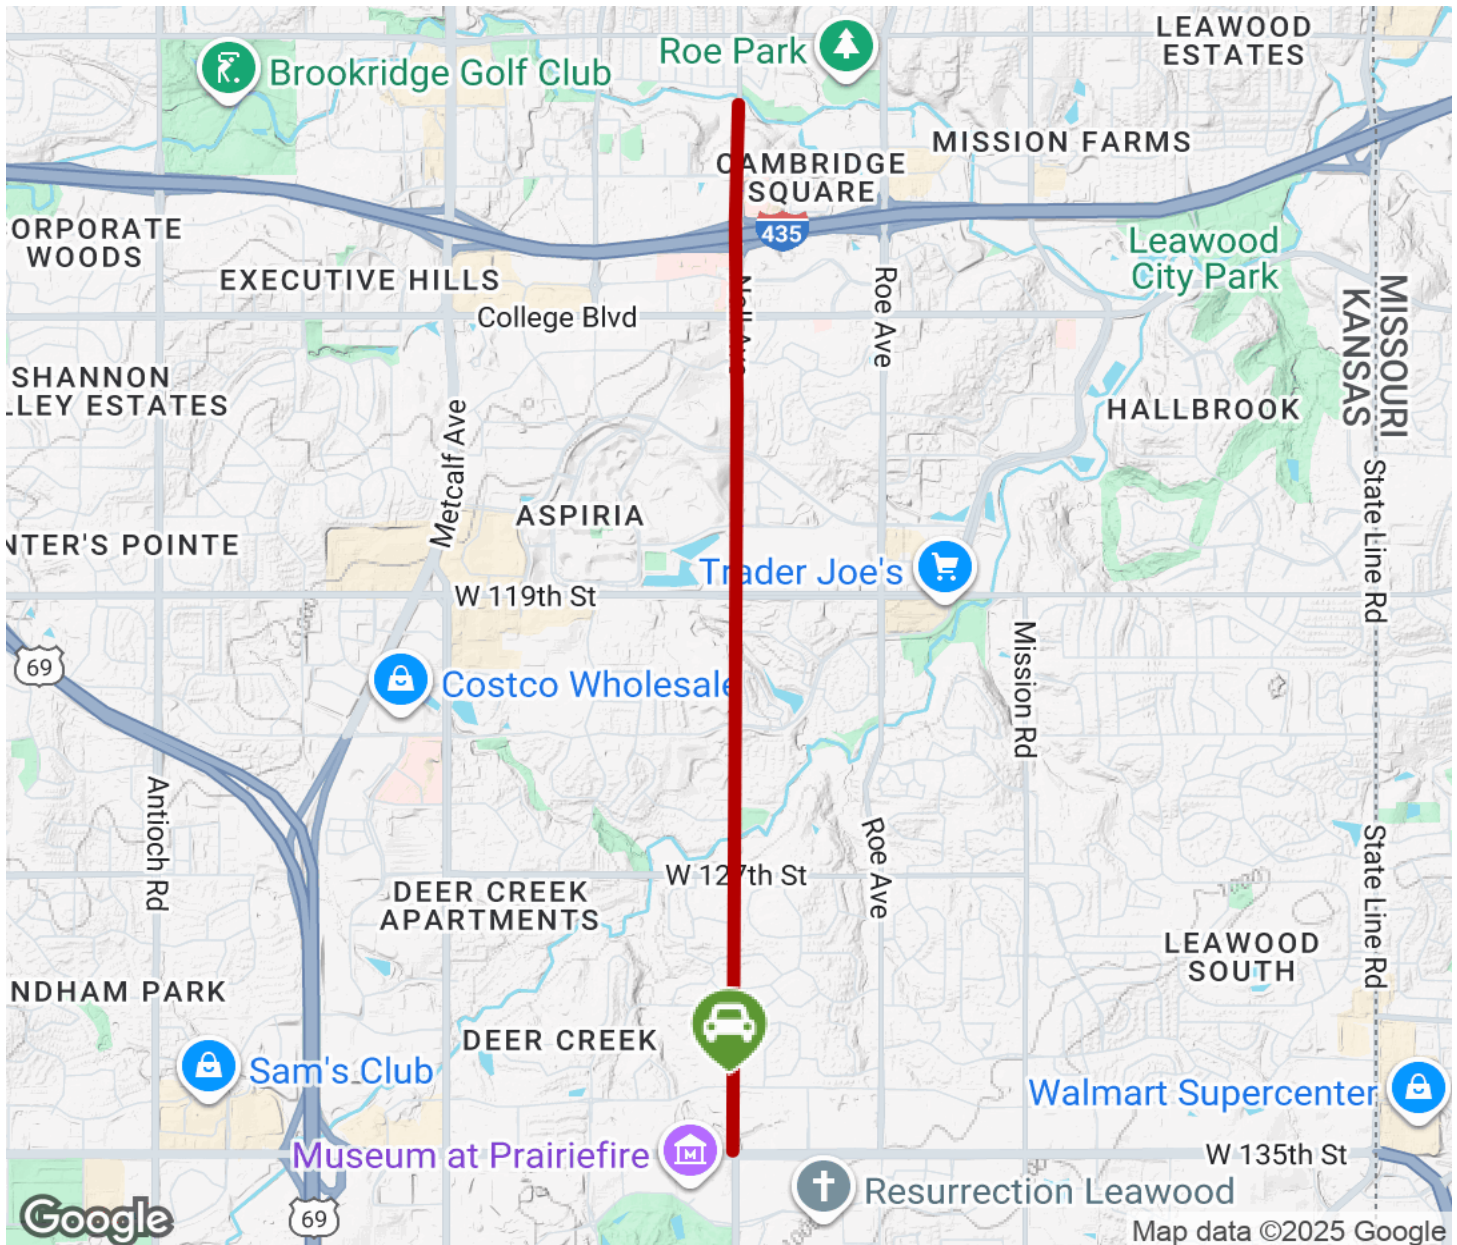 LEAWOOD
ESTATES
Roe Park
Brookridge Golf Club
MISSION FARMS
CAMBRIDGE
SQUARE
435
ORPORATE
WOODS
Leawood
City Park
EXECUTIVE HILLS
College Blvd
Nall Ave
Roe Ave
MISSOURI
KANSAS
SHANNON
LLEY ESTATES
HALLBROOK
Metcalf Ave
State Line Rd
ASPIRIA
NTER'S POINTE
Trader Joe's
W 119th St
69
Costco Wholesale
Mission Rd
Antioch Rd
Roe Ave
State Line Rd
W 127th St
DEER CREEK
APARTMENTS
LEAWOOD
SOUTH
NDHAM PARK
DEER CREEK
Sam's Club
Walmart Supercenter
Museum at Prairiefire
M
W 135th St
Resurrection Leawood
Google
69
Map data ©2025 Google